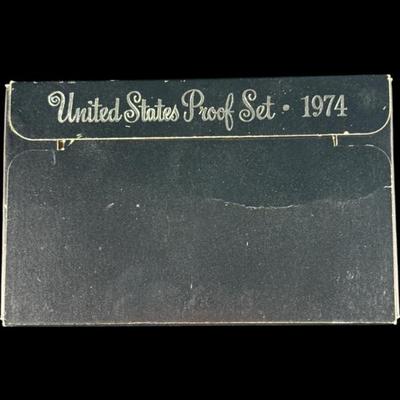 United States Proof Set • 1974